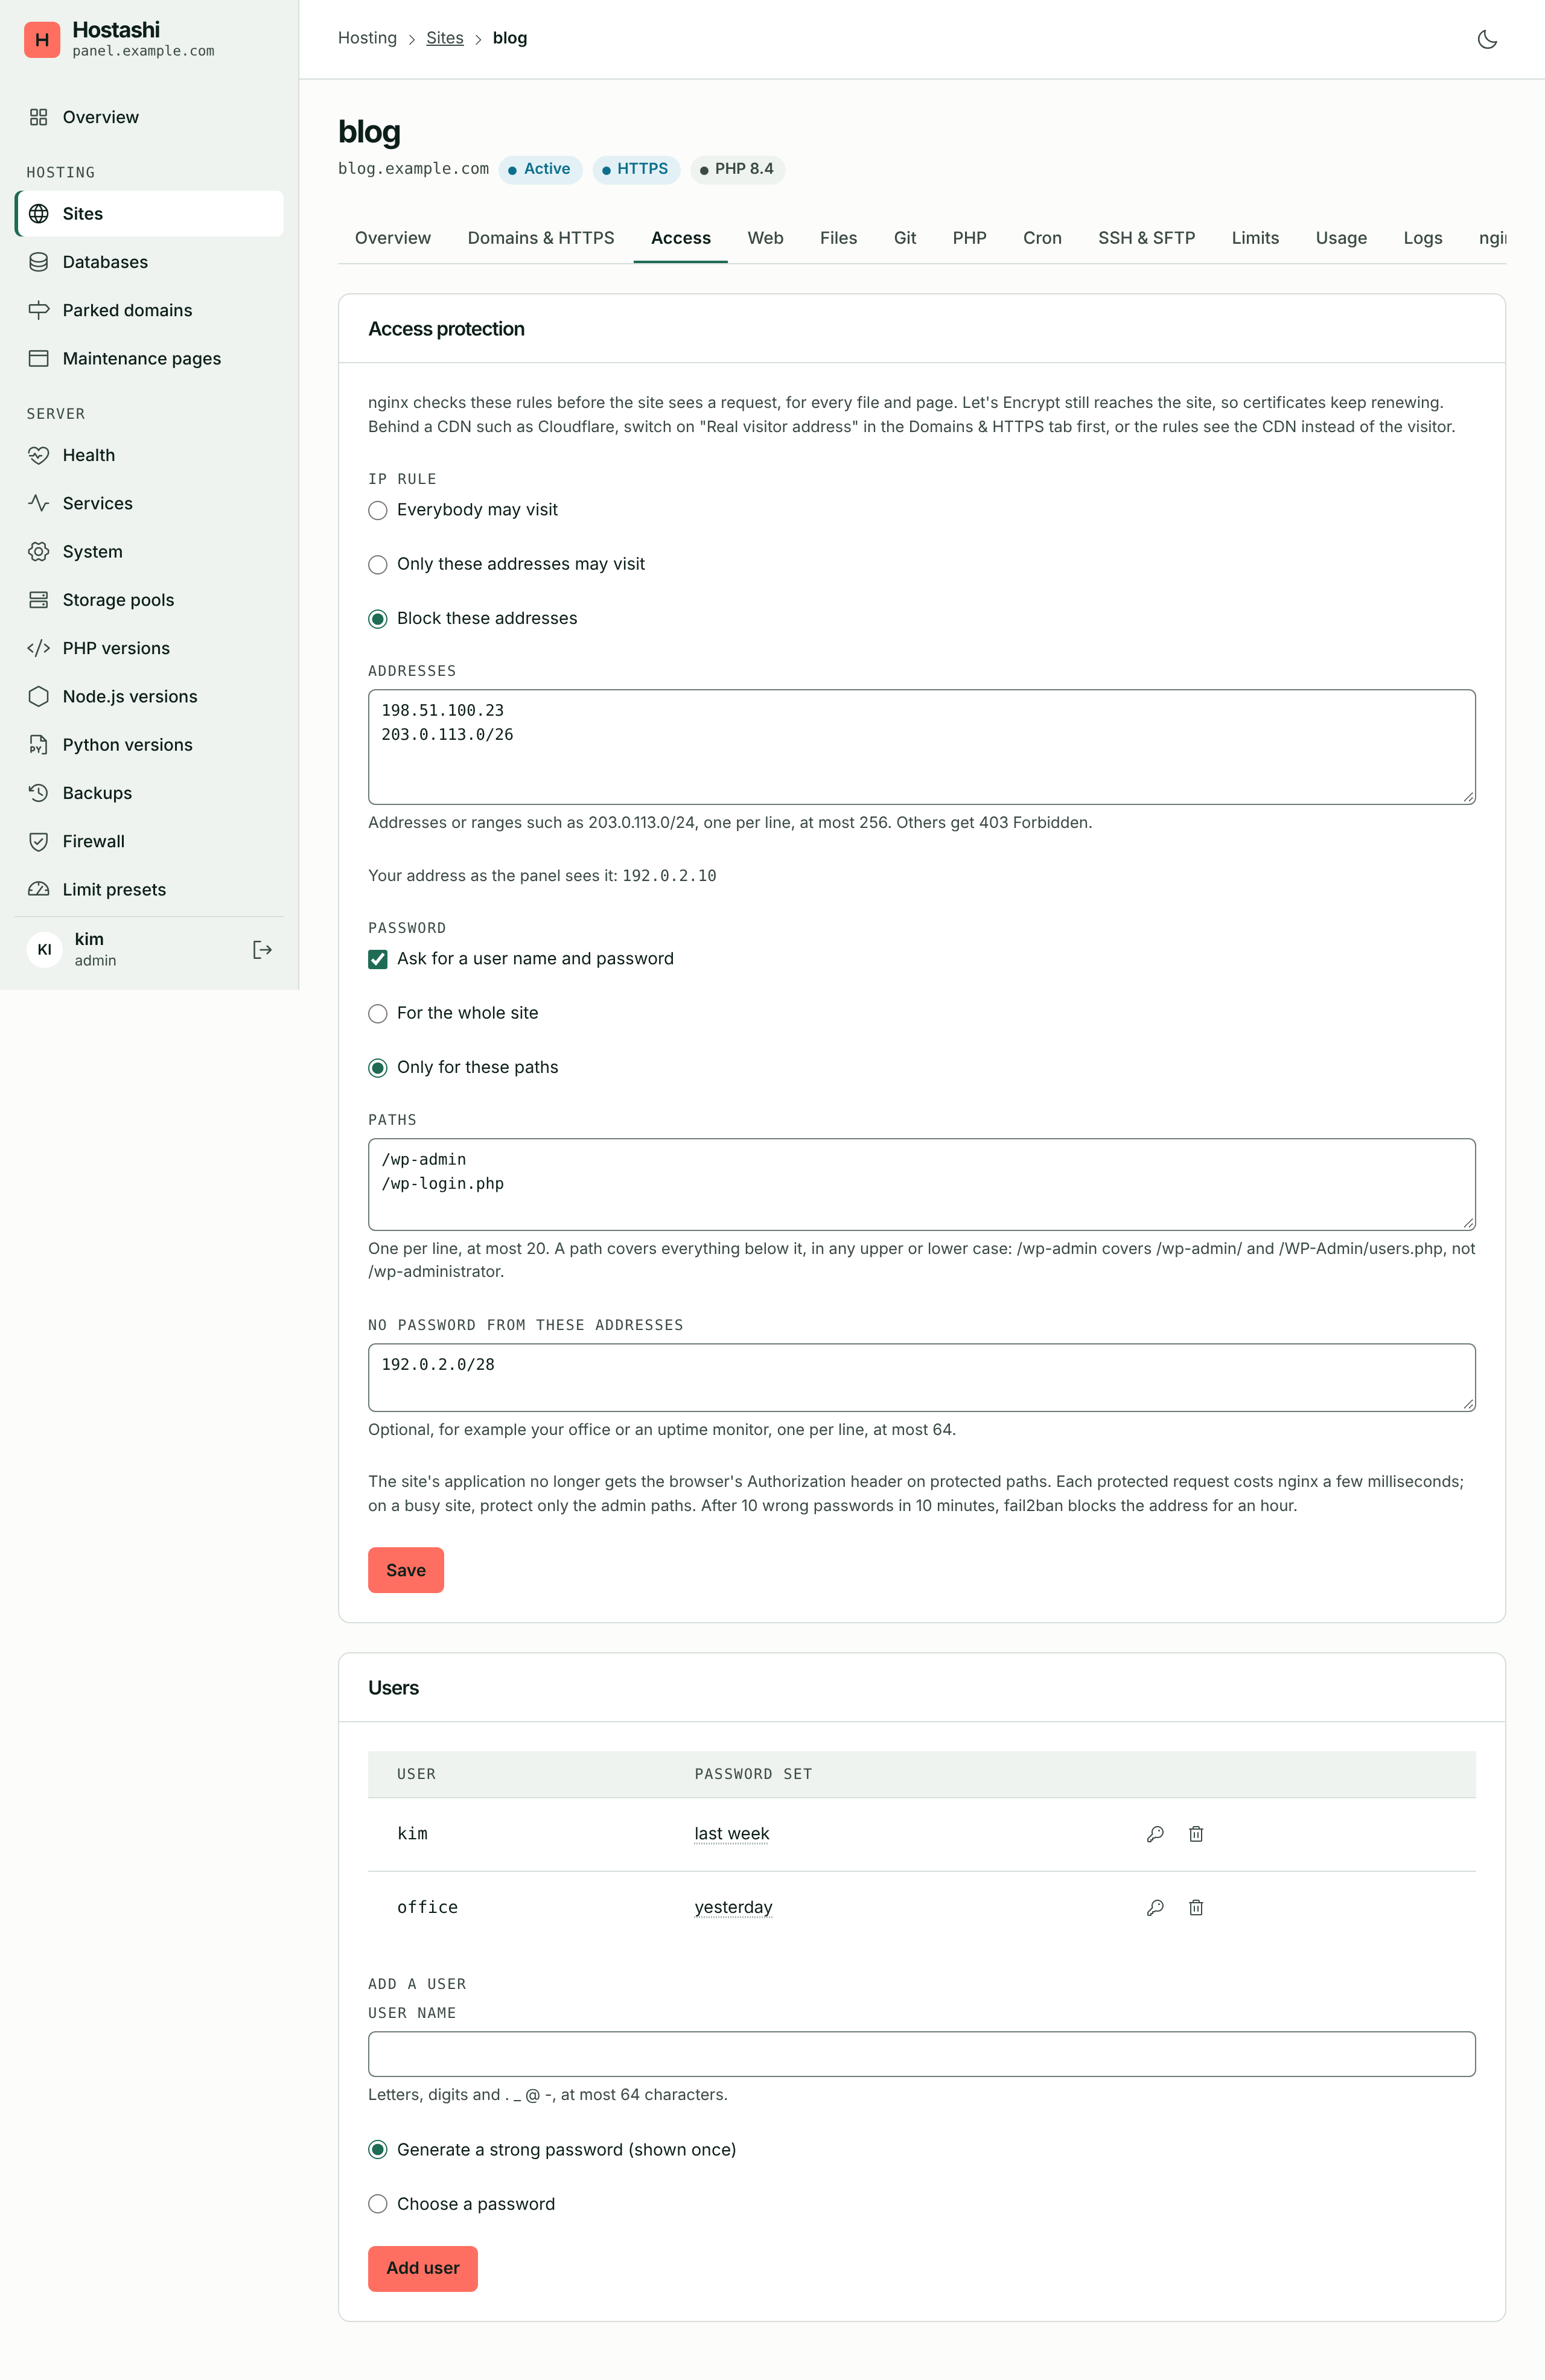 H
Hostashi
panel.example.com
Overview
HOSTING
Sites
Databases
Parked domains
Maintenance pages
SERVER
Health
Services
System
Storage pools
PHP versions
Node.js versions
PY
Python versions
Backups
Firewall
Limit presets
KI
kim
admin
Hosting > Sites > blog
blog
blog.example.com Active HTTPS PHP 8.4
Overview Domains & HTTPS Access Web Files Git PHP Cron SSH & SFTP Limits Usage Logs
Access protection
nginx checks these rules before the site sees a request, for every file and page. Let's Encrypt still reaches the site, so certificates keep renewing.
Behind a CDN such as Cloudflare, switch on "Real visitor address" in the Domains & HTTPS tab first, or the rules see the CDN instead of the visitor.
IP RULE
Everybody may visit
Only these addresses may visit
Block these addresses
ADDRESSES
198.51.100.23
203.0.113.0/26
Addresses or ranges such as 203.0.113.0/24, one per line, at most 256. Others get 403 Forbidden.
Your address as the panel sees it: 192.0.2.10
PASSWORD
Ask for a user name and password
For the whole site
Only for these paths
PATHS
/wp-admin
/wp-login.php
One per line, at most 20. A path covers everything below it, in any upper or lower case: /wp-admin covers /wp-admin/ and /WP-Admin/users.php, not
/wp-administrator.
NO PASSWORD FROM THESE ADDRESSES
192.0.2.0/28
Optional, for example your office or an uptime monitor, one per line, at most 64.
The site's application no longer gets the browser's Authorization header on protected paths. Each protected request costs nginx a few milliseconds;
on a busy site, protect only the admin paths. After 10 wrong passwords in 10 minutes, fail2ban blocks the address for an hour.
Save
Users
USER PASSWORD SET
kim last week
office yesterday
ADD A USER
USER NAME
Letters, digits and . _ @ -, at most 64 characters.
Generate a strong password (shown once)
Choose a password
Add user